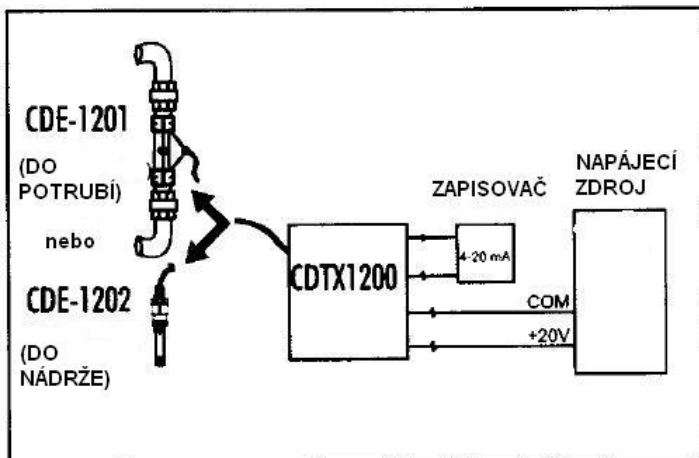 CDE-1201
(DO
POTRUBÍ)
nebo
CDE-1202
(DO
NÁDRŽE)
CDTX1200
ZAPISOVAČ
4-20 mA
NAPÁJECÍ
ZDROJ
COM
+20V